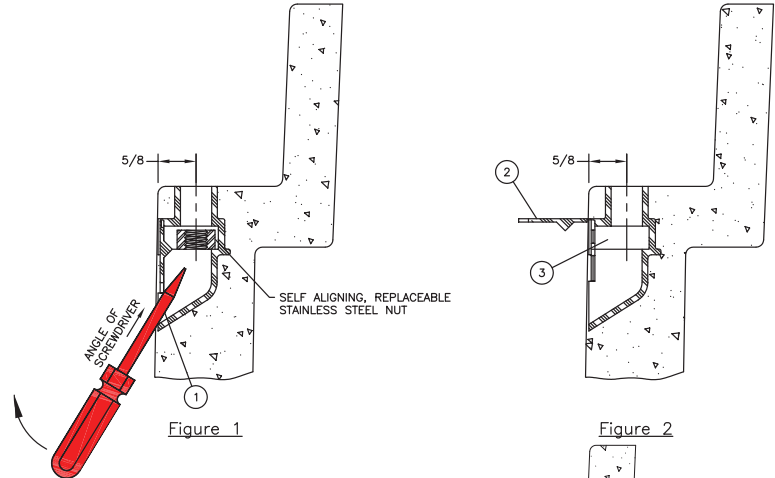 5/8
SELF ALIGNING, REPLACEABLE
STAINLESS STEEL NUT
ANGLE OF
SCREWDRIVER
1
Figure 1
5/8
2
3
Figure 2